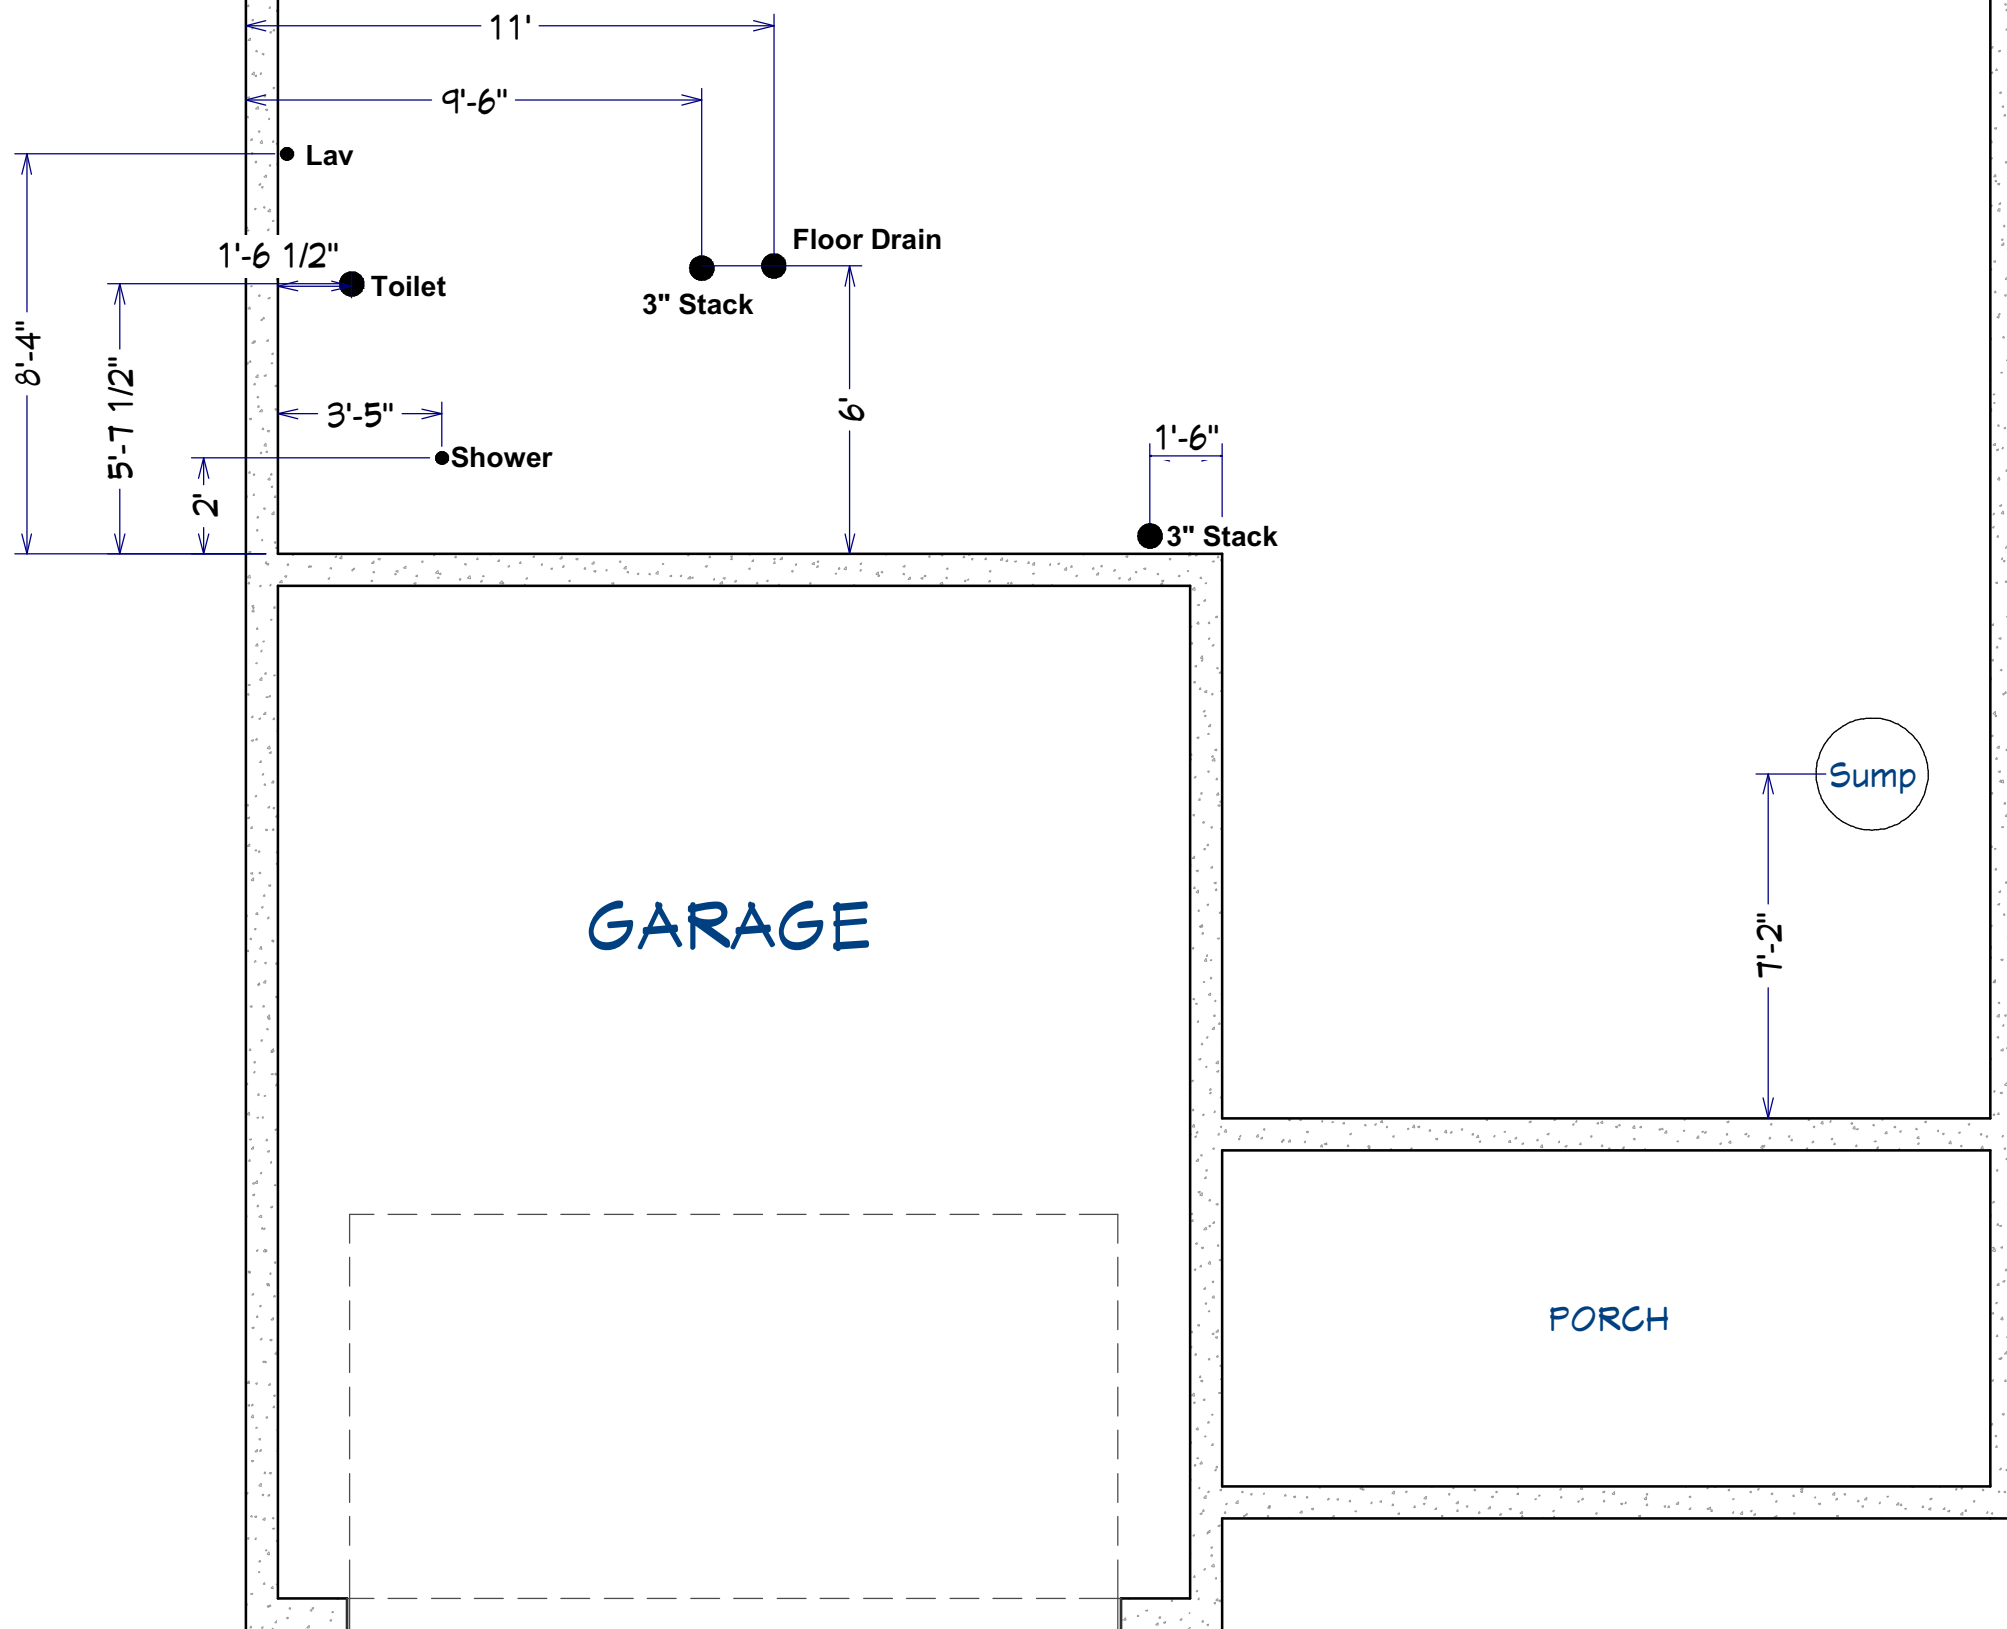 11'
9'-6"
Lav
Floor Drain
1'-6 1/2"
Toilet
3" Stack
8'-4"
5'-7 1/2"
3'-5"
6'
1'-6"
Shower
2'
3" Stack
Sump
GARAGE
7'-2"
PORCH